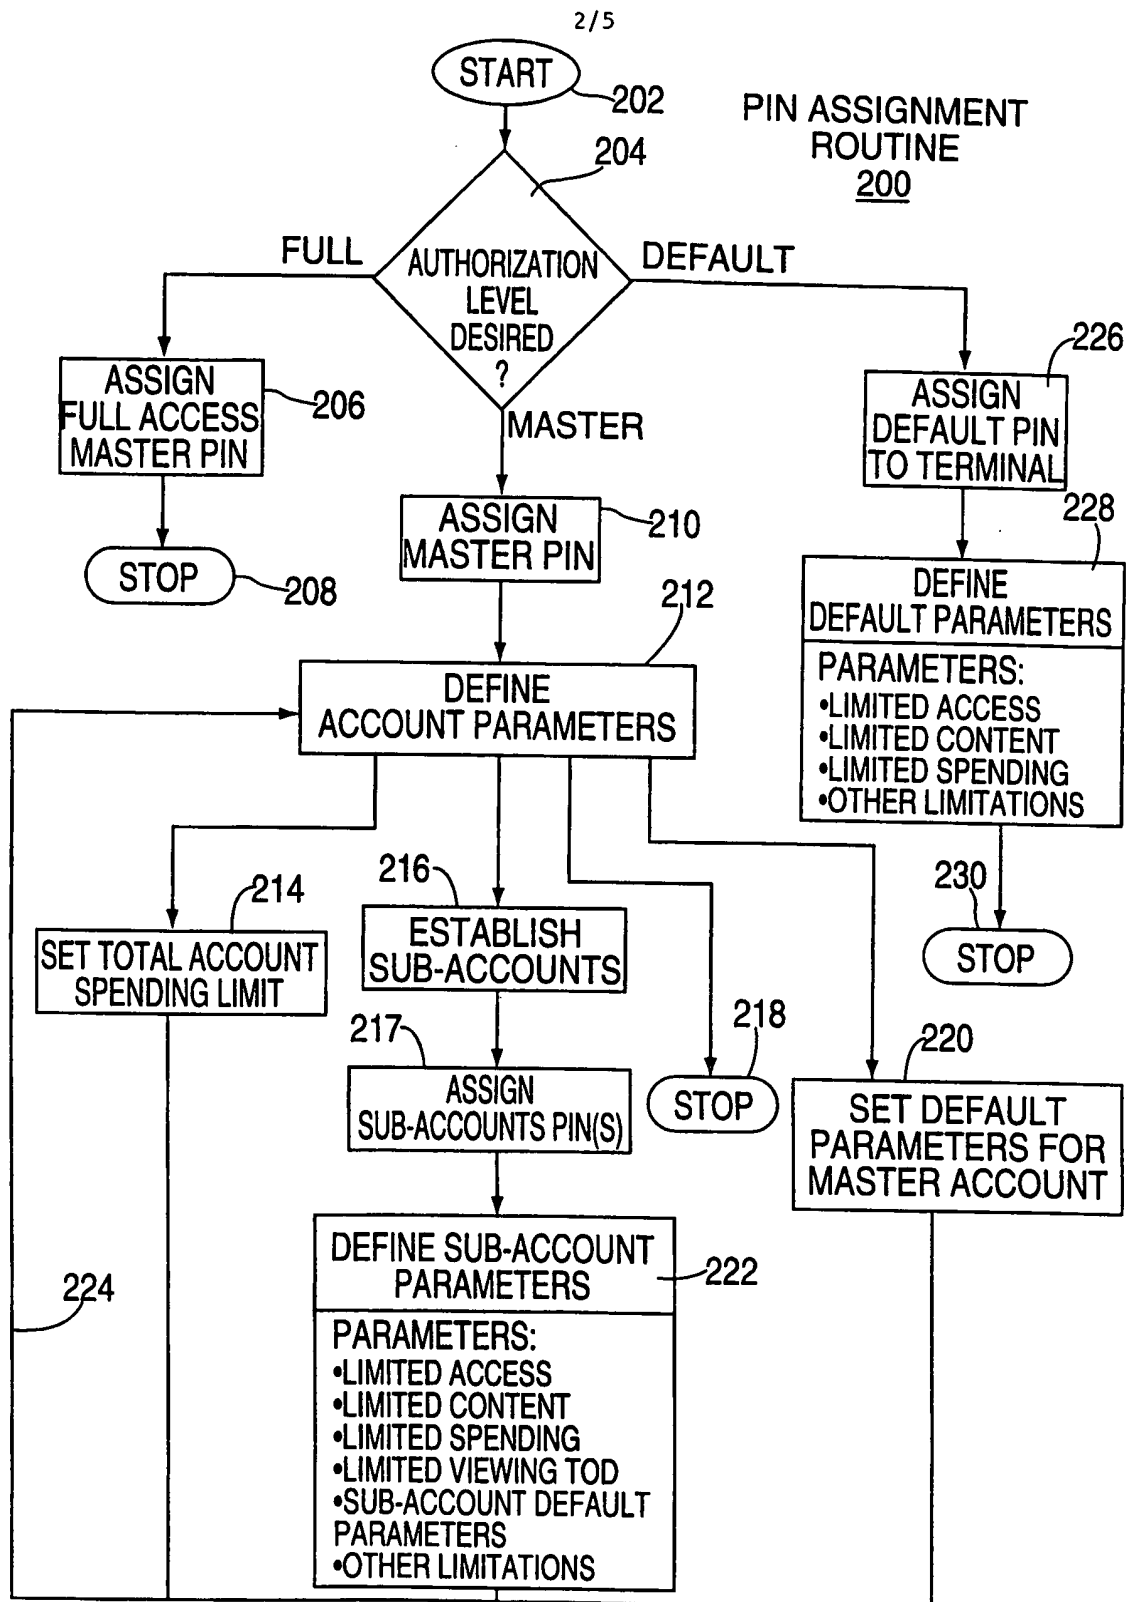 2/5
START
202
PIN ASSIGNMENT
ROUTINE
200
204
FULL
AUTHORIZATION
LEVEL
DESIRED
?
DEFAULT
MASTER
ASSIGN
FULL ACCESS
MASTER PIN
206
STOP
208
ASSIGN
MASTER PIN
210
226
ASSIGN
DEFAULT PIN
TO TERMINAL
228
DEFINE
DEFAULT PARAMETERS
PARAMETERS:
•LIMITED ACCESS
•LIMITED CONTENT
•LIMITED SPENDING
•OTHER LIMITATIONS
230
STOP
212
DEFINE
ACCOUNT PARAMETERS
214
SET TOTAL ACCOUNT
SPENDING LIMIT
216
ESTABLISH
SUB-ACCOUNTS
217
ASSIGN
SUB-ACCOUNTS PIN(S)
218
STOP
220
SET DEFAULT
PARAMETERS FOR
MASTER ACCOUNT
DEFINE SUB-ACCOUNT
PARAMETERS
222
PARAMETERS:
•LIMITED ACCESS
•LIMITED CONTENT
•LIMITED SPENDING
•LIMITED VIEWING TOD
•SUB-ACCOUNT DEFAULT
PARAMETERS
•OTHER LIMITATIONS
224